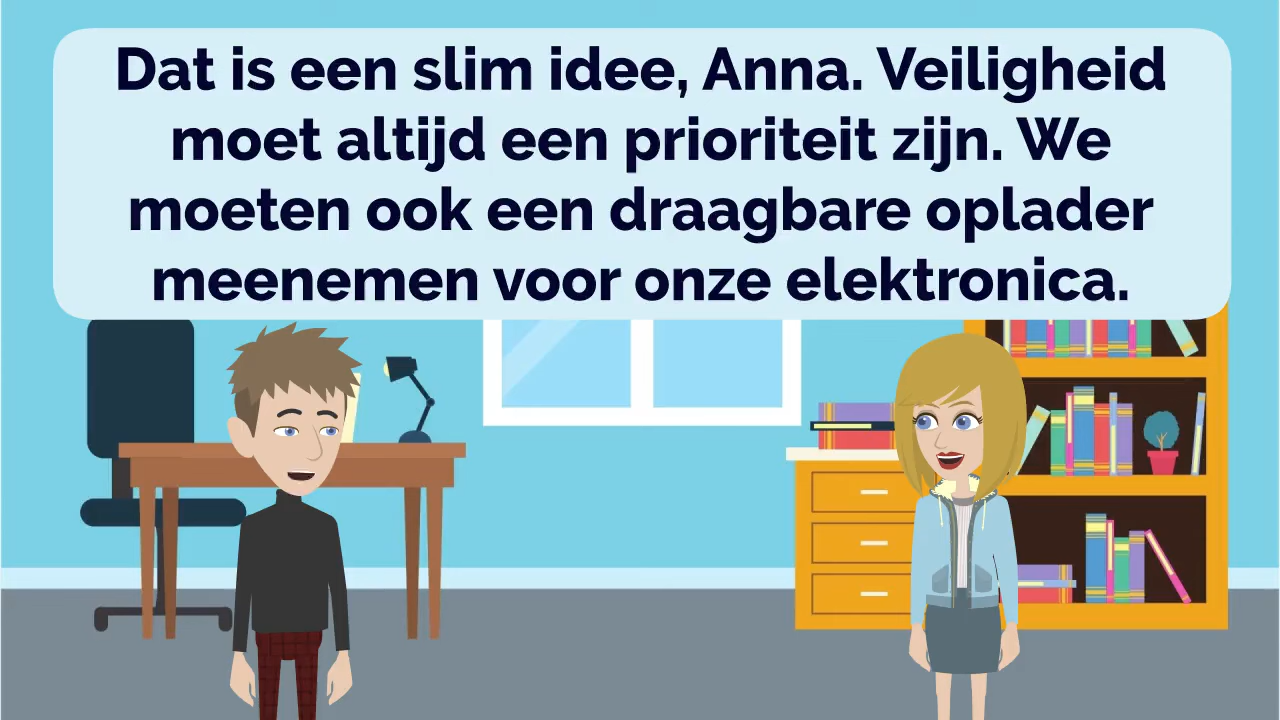 Dat is een slim idee, Anna. Veiligheid
moet altijd een prioriteit zijn. We
moeten ook een draagbare oplader
meenemen voor onze elektronica.